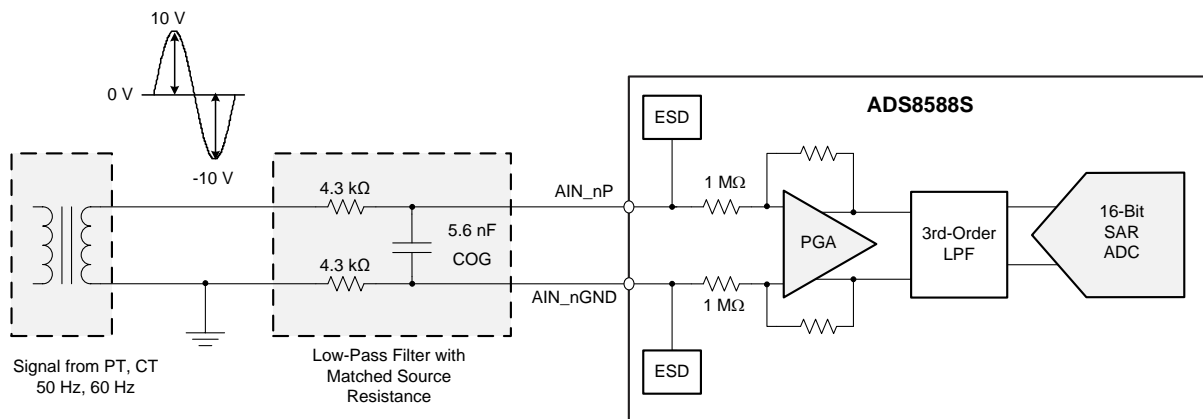 10 V
0 V
-10 V
ADS8588S
ESD
4.3 kΩ
AIN_nP
1 MΩ
5.6 nF
COG
PGA
3rd-Order
LPF
16-Bit
SAR
ADC
4.3 kΩ
AIN_nGND
1 MΩ
ESD
Signal from PT, CT
50 Hz, 60 Hz
Low-Pass Filter with
Matched Source
Resistance